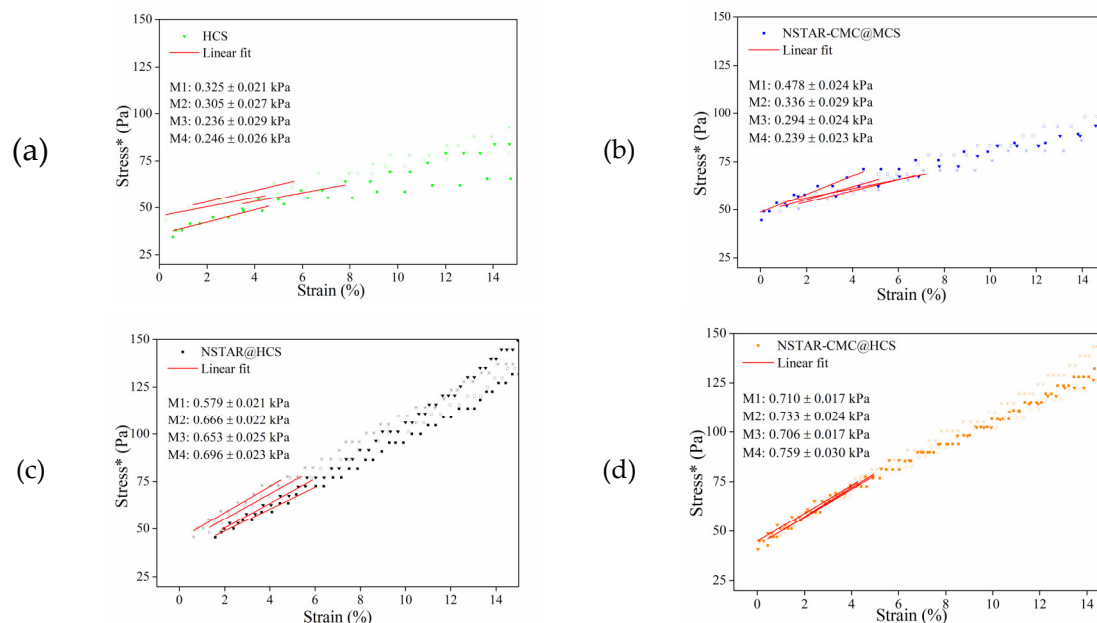 (a)
150
125
100
75
50
25
Stress* (Pa)
HCS
Linear fit
M1: 0.325 ± 0.021 kPa
M2: 0.305 ± 0.027 kPa
M3: 0.236 ± 0.029 kPa
M4: 0.246 ± 0.026 kPa
0 2 4 6 8 10 12 14
Strain (%)
(b)
150
125
100
75
50
25
Stress* (Pa)
NSTAR-CMC@MCS
Linear fit
M1: 0.478 ± 0.024 kPa
M2: 0.336 ± 0.029 kPa
M3: 0.294 ± 0.024 kPa
M4: 0.239 ± 0.023 kPa
0 2 4 6 8 10 12 14
Strain (%)
(c)
150
125
100
75
50
25
Stress* (Pa)
NSTAR@HCS
Linear fit
M1: 0.579 ± 0.021 kPa
M2: 0.666 ± 0.022 kPa
M3: 0.653 ± 0.025 kPa
M4: 0.696 ± 0.023 kPa
0 2 4 6 8 10 12 14
Strain (%)
(d)
150
125
100
75
50
25
Stress* (Pa)
NSTAR-CMC@HCS
Linear fit
M1: 0.710 ± 0.017 kPa
M2: 0.733 ± 0.024 kPa
M3: 0.706 ± 0.017 kPa
M4: 0.759 ± 0.030 kPa
0 2 4 6 8 10 12 14
Strain (%)